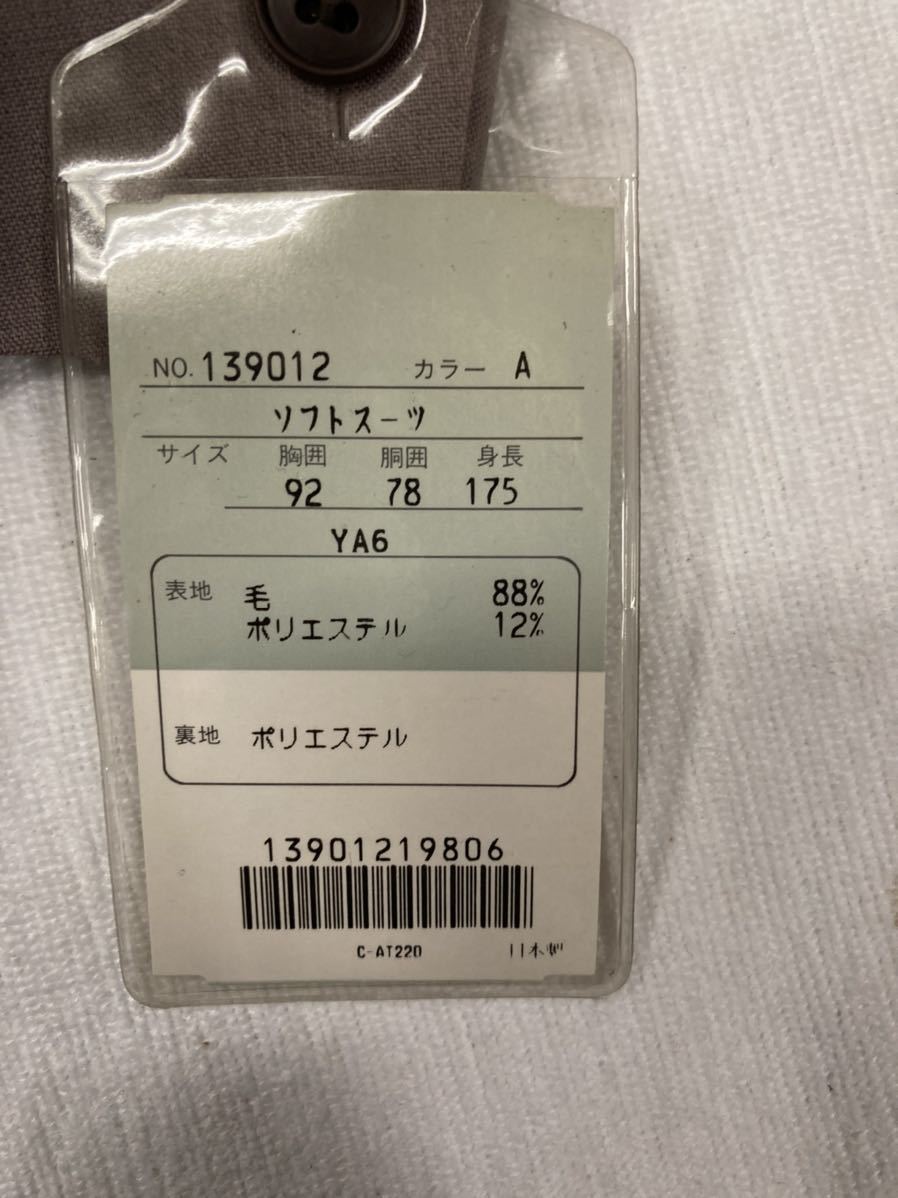 NO. 139012 カラー A
ソフトスーツ
サイズ 胸囲 胴囲 身長
92 78 175
YA6
表地 毛 88%
ポリエステル 12%
裏地 ポリエステル
13901219806
C-AT220 日本製